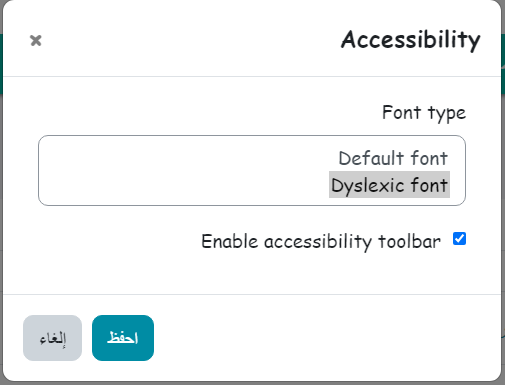 Accessibility
Font type
Default font
Dyslexic font
Enable accessibility toolbar
احفظ
إلغاء